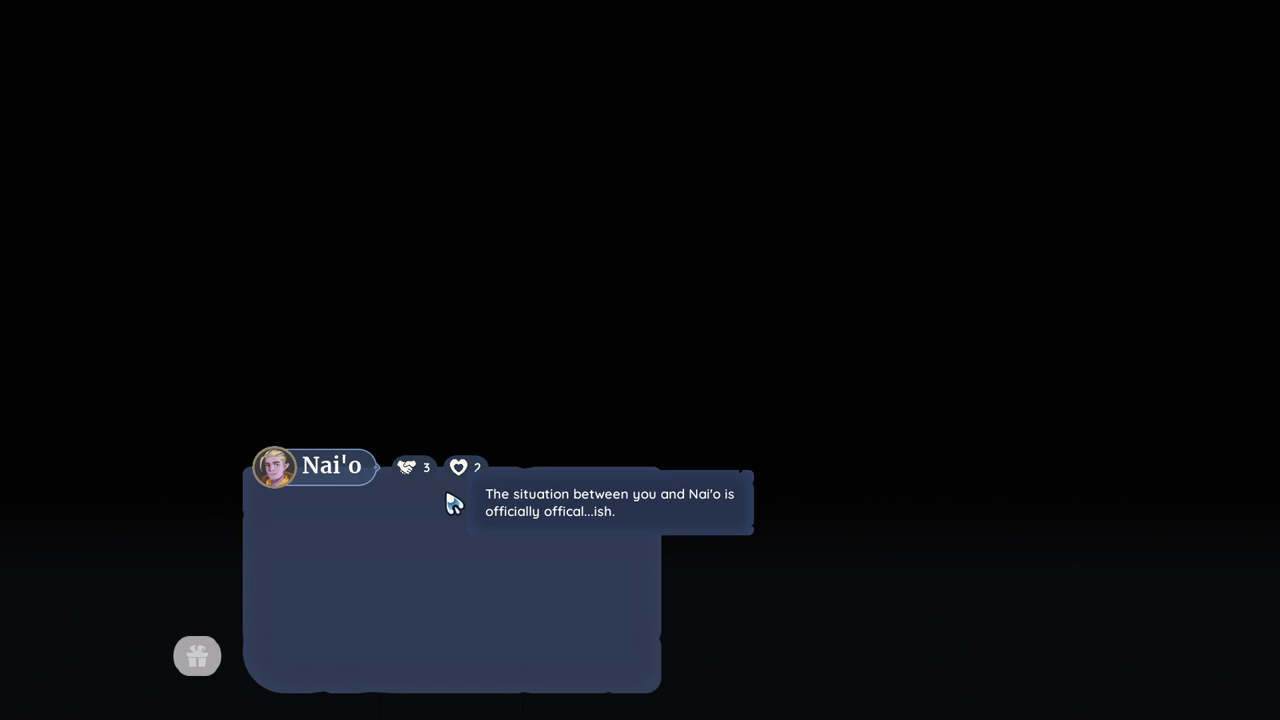 Nai'o 3 2
The situation between you and Nai'o is
officially offical...ish.